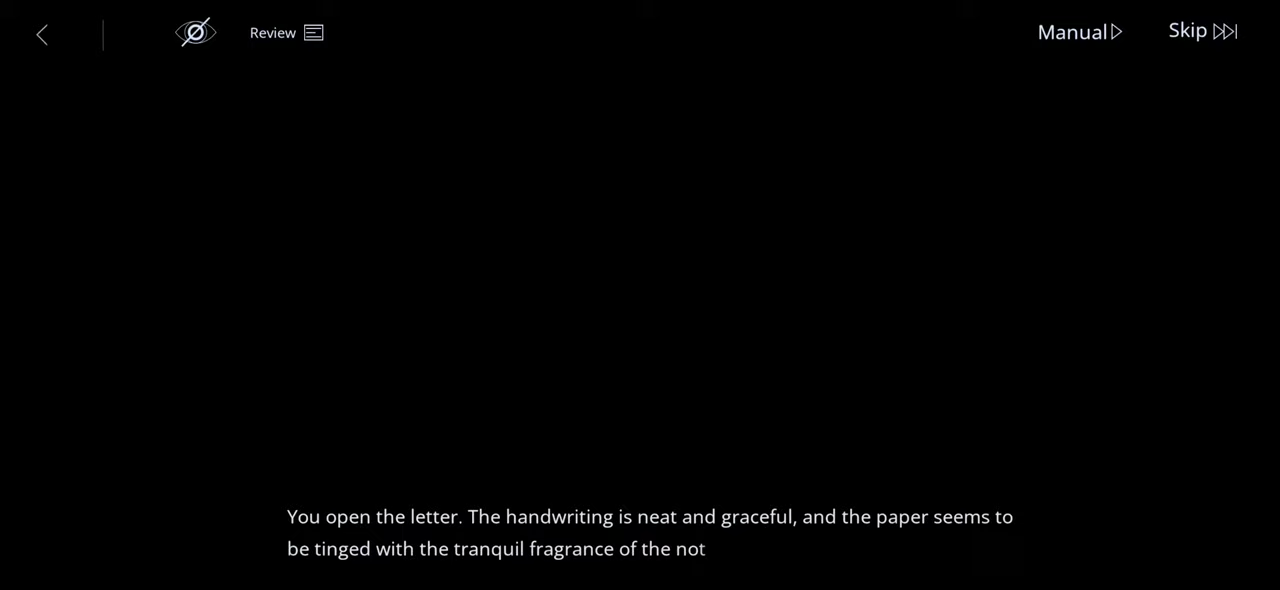 Review
Manual
Skip
You open the letter. The handwriting is neat and graceful, and the paper seems to
be tinged with the tranquil fragrance of the not